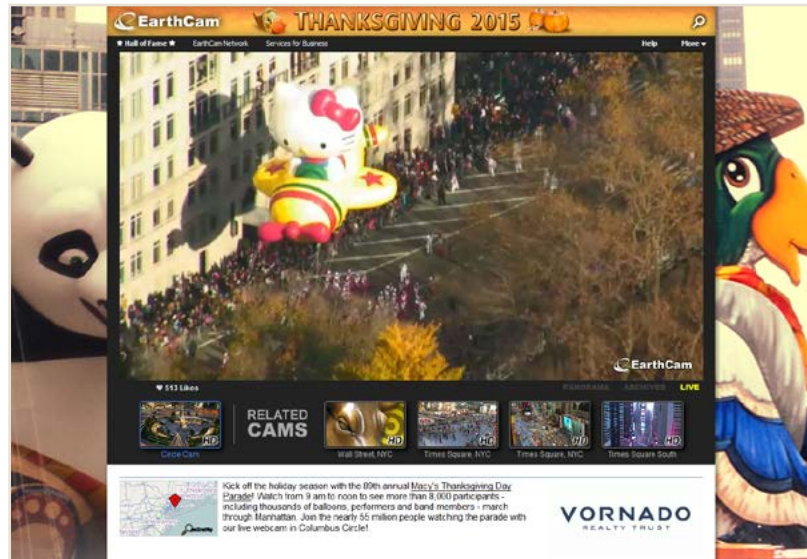 EarthCam THANKSGIVING 2015
★ Hall of Fame ★ EarthCam Network Services for Business Help More
EarthCam
513 Likes PANORAMA ARCHIVES LIVE
RELATED
CAMS
HD HD HD HD HD
Circle Cam Wall Street, NYC Times Square, NYC Times Square, NYC Times Square South
Kick off the holiday season with the 89th annual Macy's Thanksgiving Day
Parade! Watch from 9 am to noon to see more than 8,000 participants -
including thousands of balloons, performers and band members - march
through Manhattan. Join the nearly 55 million people watching the parade with
our live webcam in Columbus Circle!
VORNADO
REALTY TRUST